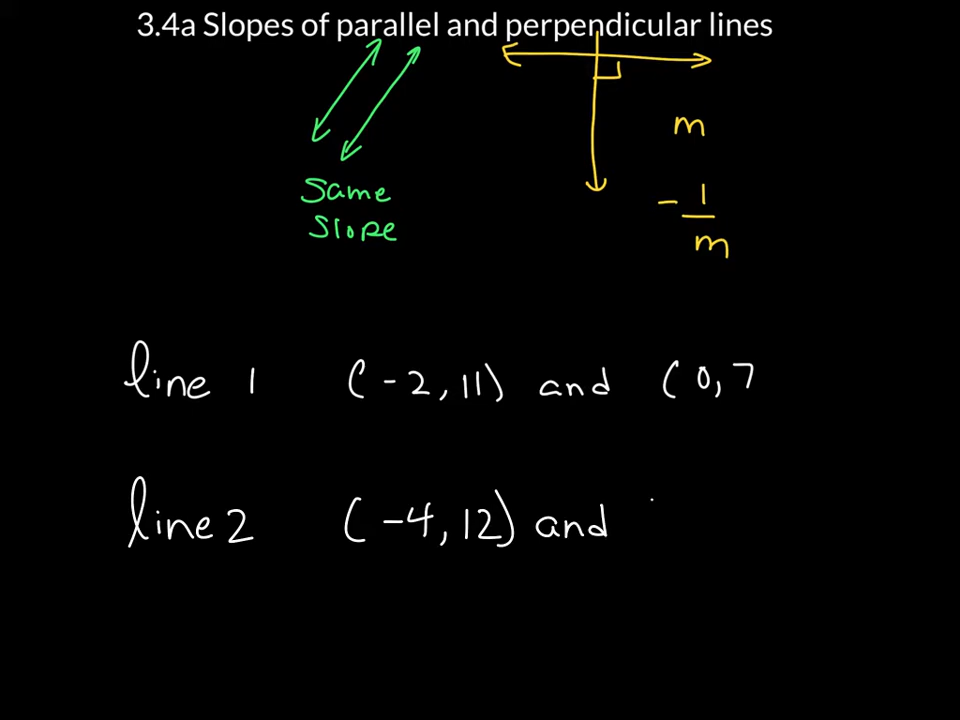 3.4a Slopes of parallel and perpendicular lines
Same
Slope
m
- 1
m
line 1 (-2, 11) and (0, 7
line 2 (-4, 12) and